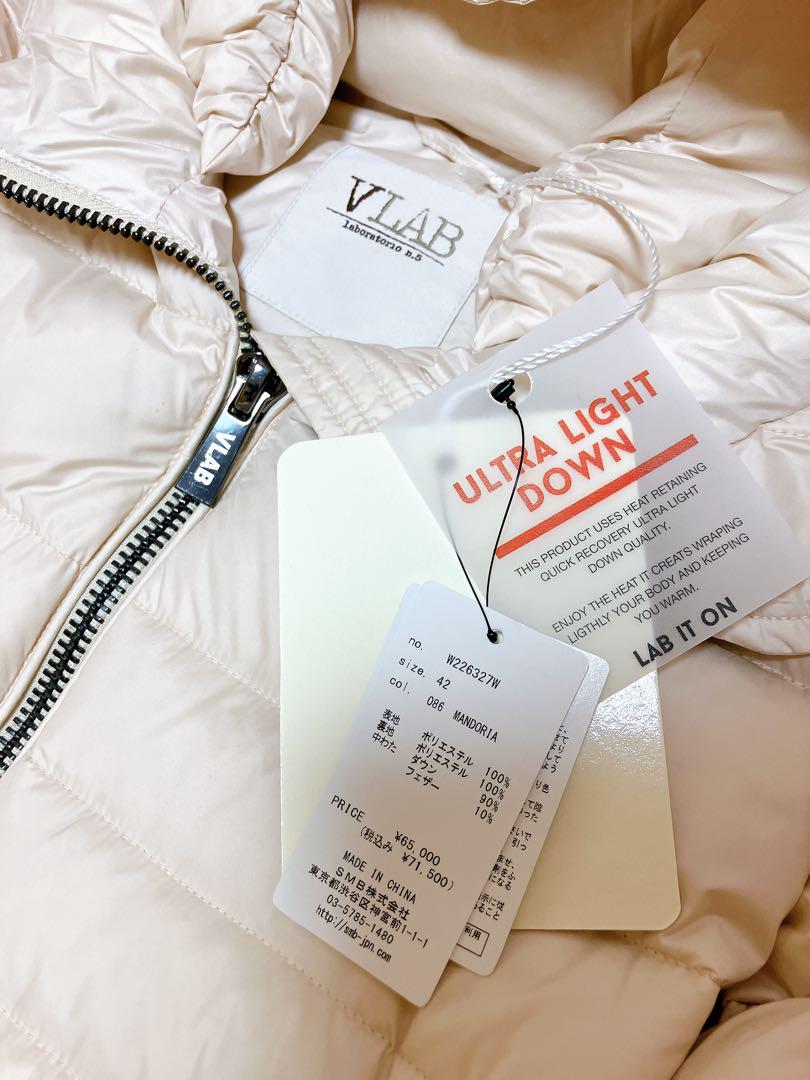 VLAB
laboratorio n.5
VLAB
ULTRA LIGHT
DOWN
THIS PRODUCT USES HEAT RETAINING
QUICK RECOVERY ULTRA LIGHT
DOWN QUALITY.
ENJOY THE HEAT IT CREATS WRAPING
LIGTHLY YOUR BODY AND KEEPING
YOU WARM.
LAB IT ON
no. W226327W
size. 42
col. 086 MANDORIA
表地 ポリエステル 100%
裏地 ポリエステル 100%
中わた ダウン 90%
フェザー 10%
PRICE ¥65,000
(税込み ¥71,500)
MADE IN CHINA
SMB株式会社
東京都渋谷区神宮前1-1-1
03-5785-1480
http://smb-jpn.com
利用